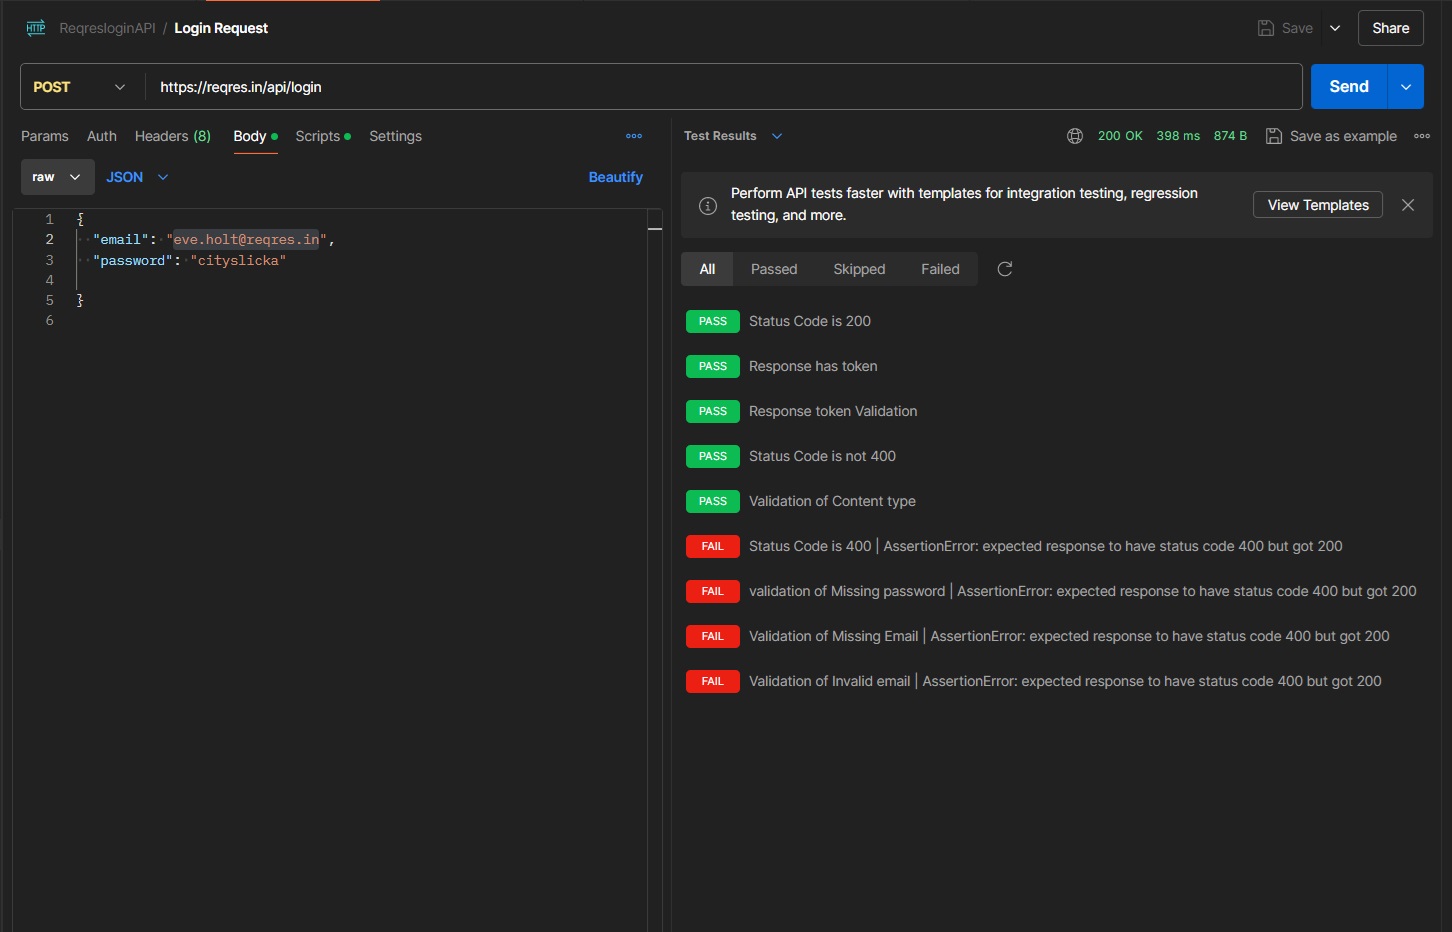 HTTP ReqresloginAPI / Login Request Save Share
POST https://reqres.in/api/login Send
Params Auth Headers (8) Body Scripts Settings
raw JSON Beautify
1 {
2 "email": "eve.holt@reqres.in",
3 "password": "cityslicka"
4
5 }
6
Test Results 200 OK 398 ms 874 B Save as example
Perform API tests faster with templates for integration testing, regression
testing, and more.
View Templates
All Passed Skipped Failed
PASS Status Code is 200
PASS Response has token
PASS Response token Validation
PASS Status Code is not 400
PASS Validation of Content type
FAIL Status Code is 400 | AssertionError: expected response to have status code 400 but got 200
FAIL validation of Missing password | AssertionError: expected response to have status code 400 but got 200
FAIL Validation of Missing Email | AssertionError: expected response to have status code 400 but got 200
FAIL Validation of Invalid email | AssertionError: expected response to have status code 400 but got 200